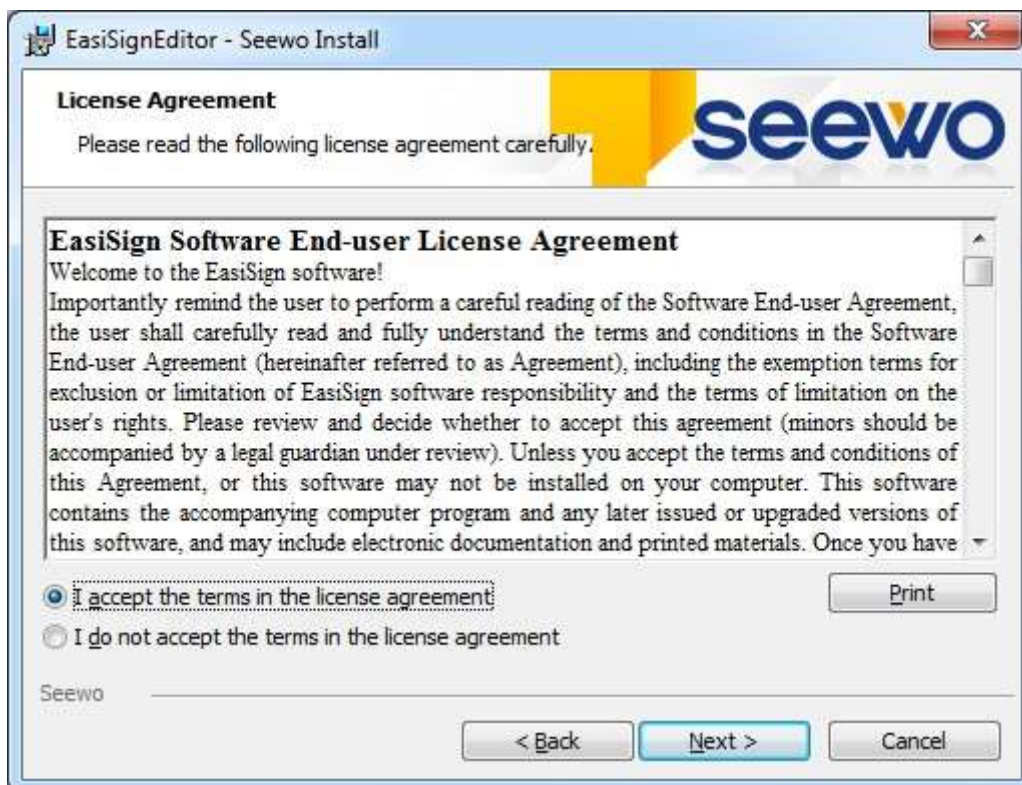 EasiSignEditor - Seewo Install
License Agreement
Please read the following license agreement carefully.
seewo
EasiSign Software End-user License Agreement
Welcome to the EasiSign software!
Importantly remind the user to perform a careful reading of the Software End-user Agreement,
the user shall carefully read and fully understand the terms and conditions in the Software
End-user Agreement (hereinafter referred to as Agreement), including the exemption terms for
exclusion or limitation of EasiSign software responsibility and the terms of limitation on the
user's rights. Please review and decide whether to accept this agreement (minors should be
accompanied by a legal guardian under review). Unless you accept the terms and conditions of
this Agreement, or this software may not be installed on your computer. This software
contains the accompanying computer program and any later issued or upgraded versions of
this software, and may include electronic documentation and printed materials. Once you have
I accept the terms in the license agreement
Print
I do not accept the terms in the license agreement
Seewo
< Back
Next >
Cancel